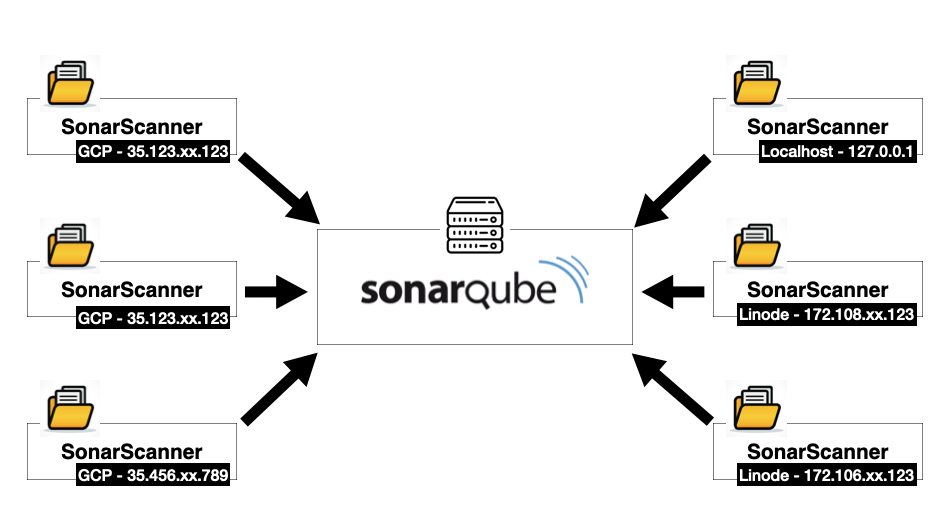 SonarScanner
GCP - 35.123.xx.123
SonarScanner
Localhost - 127.0.0.1
SonarScanner
GCP - 35.123.xx.123
sonarqube
SonarScanner
Linode - 172.108.xx.123
SonarScanner
GCP - 35.456.xx.789
SonarScanner
Linode - 172.106.xx.123